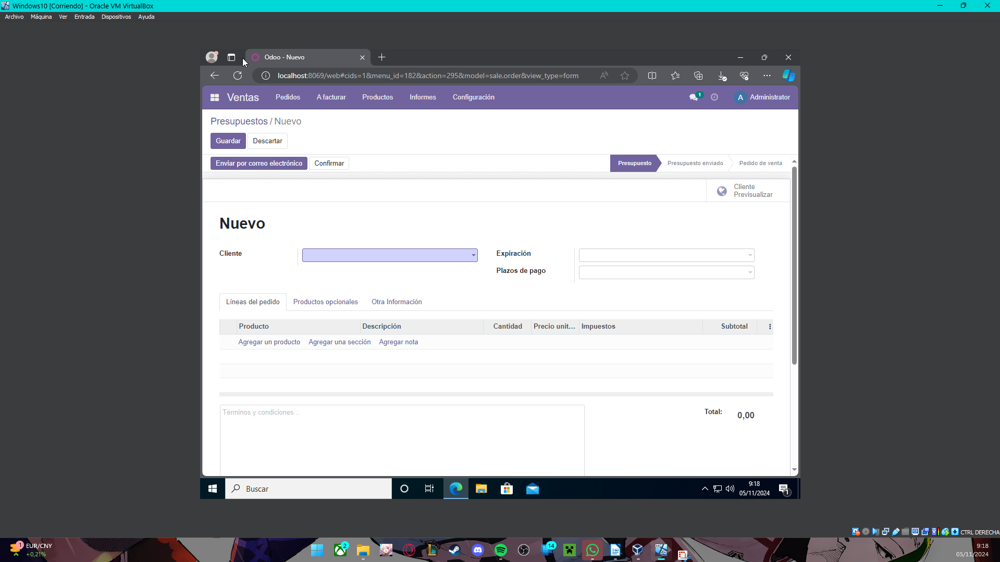 Windows10 [Corriendo] - Oracle VM VirtualBox
Archivo Máquina Ver Entrada Dispositivos Ayuda
Odoo - Nuevo
localhost:8069/web#cids=1&menu_id=182&action=295&model=sale.order&view_type=form
Ventas Pedidos A facturar Productos Informes Configuración 1 A Administrator
Presupuestos / Nuevo
Guardar Descartar
Enviar por correo electrónico Confirmar Presupuesto Presupuesto enviado Pedido de venta
Cliente
Previsualizar
Nuevo
Cliente Expiración
Plazos de pago
Líneas del pedido Productos opcionales Otra Información
Producto Descripción Cantidad Precio unit... Impuestos Subtotal
Agregar un producto Agregar una sección Agregar nota
Términos y condiciones...
Total: 0,00
Buscar
9:18
05/11/2024
1
CTRL DERECHA
1 EUR/CNY
+0,21%
2
14
10
9:18
05/11/2024